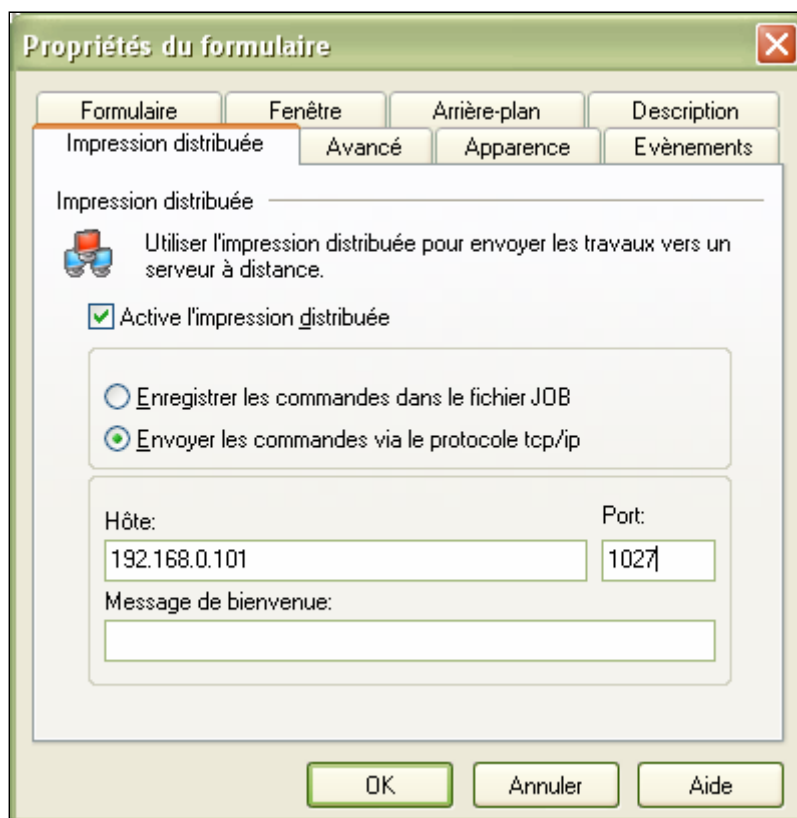 Propriétés du formulaire
Formulaire
Fenêtre
Arrière-plan
Description
Impression distribuée
Avancé
Apparence
Evènements
Impression distribuée
Utiliser l'impression distribuée pour envoyer les travaux vers un
serveur à distance.
Active l'impression distribuée
Enregistrer les commandes dans le fichier JOB
Envoyer les commandes via le protocole tcp/ip
Hôte:
Port:
192.168.0.101
1027
Message de bienvenue:
OK
Annuler
Aide